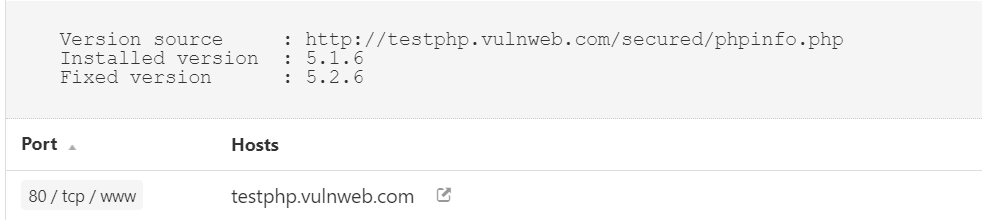 Version source : http://testphp.vulnweb.com/secured/phpinfo.php
Installed version : 5.1.6
Fixed version : 5.2.6
Port Hosts
80 / tcp / www testphp.vulnweb.com